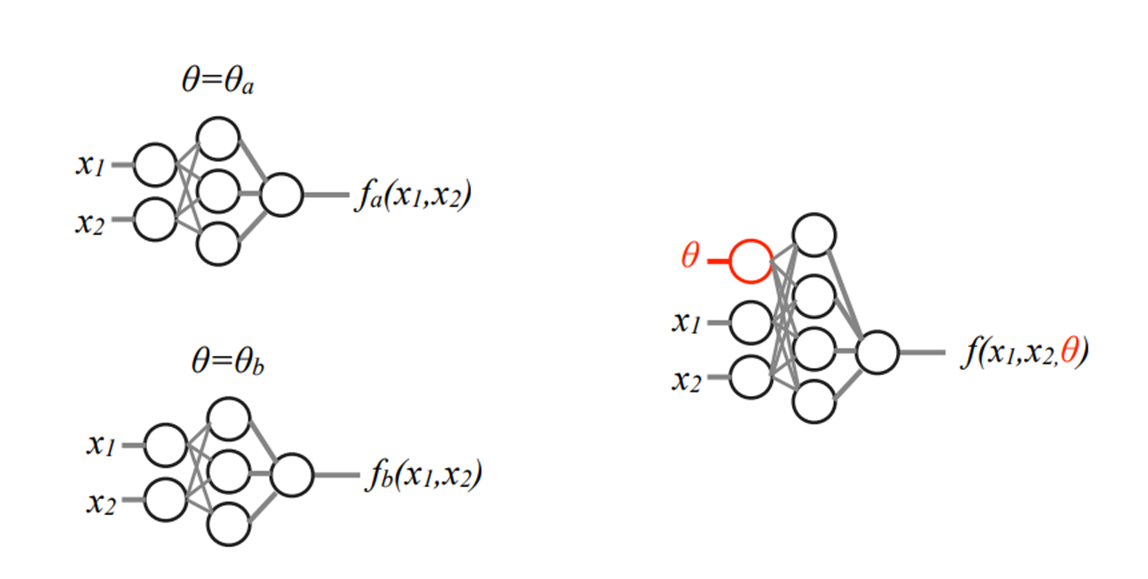 θ=θa
x1
x2
fa(x1,x2)
θ=θb
x1
x2
fb(x1,x2)
θ
x1
x2
f(x1,x2,θ)